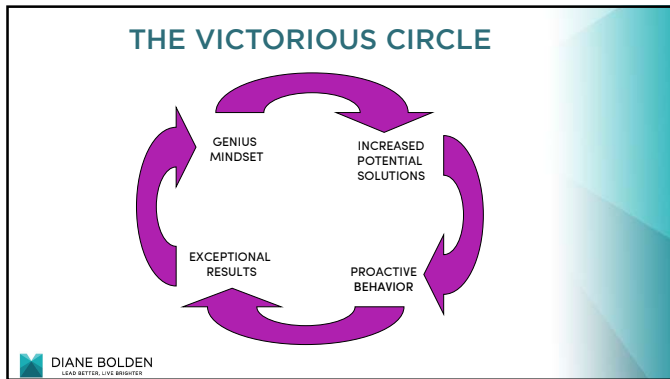 THE VICTORIOUS CIRCLE
GENIUS
MINDSET
INCREASED
POTENTIAL
SOLUTIONS
EXCEPTIONAL
RESULTS
PROACTIVE
BEHAVIOR
DIANE BOLDEN
LEAD BETTER, LIVE BRIGHTER